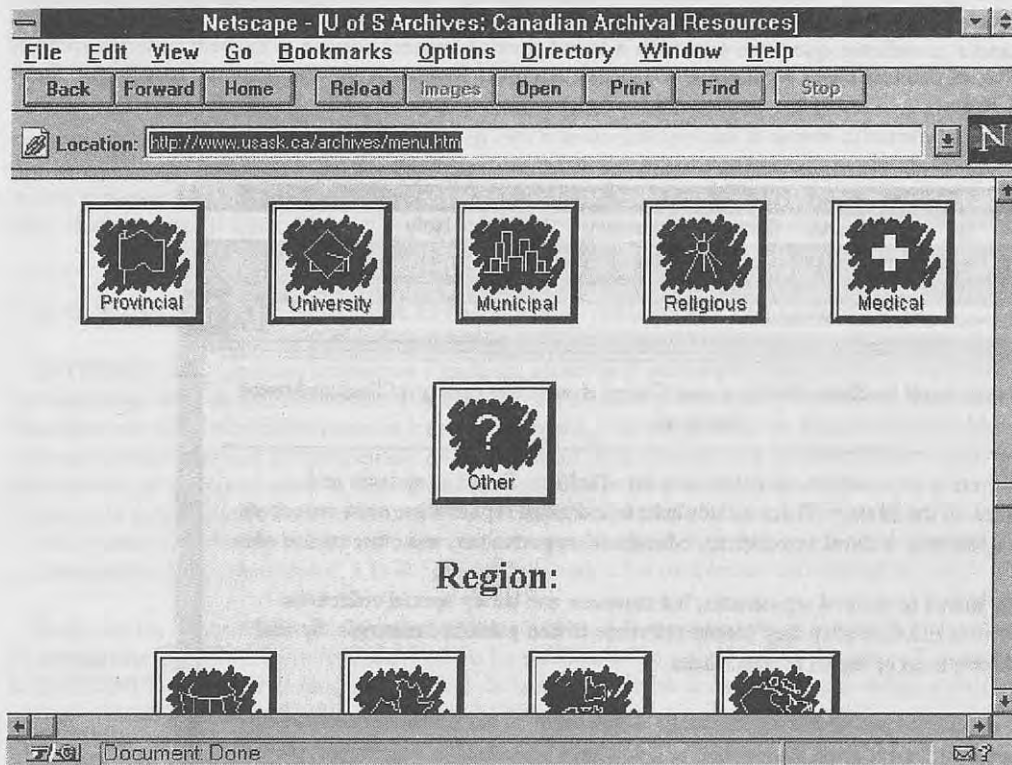 Netscape - [U of S Archives: Canadian Archival Resources]
File Edit View Go Bookmarks Options Directory Window Help
Back Forward Home Reload Images Open Print Find Stop
Location: http://www.usask.ca/archives/menu.htm N
Provincial University Municipal Religious Medical
?
Other
Region:
Document: Done